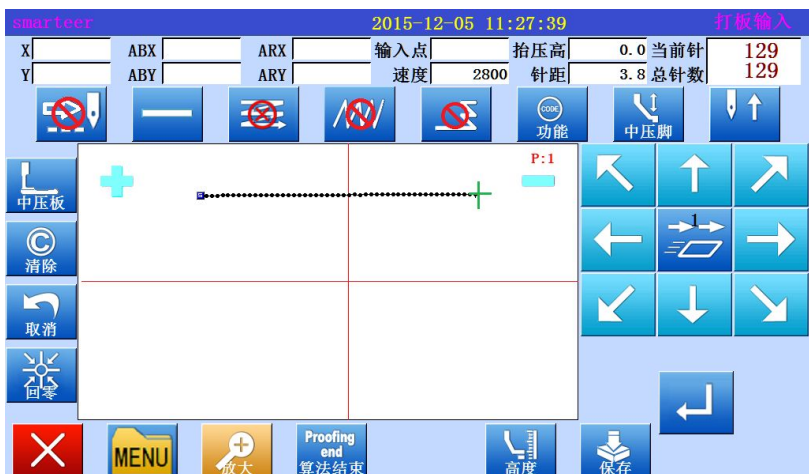 smarteer 2015-12-05 11:27:39 打板输入
X ABX ARX 输入点 抬压高 0.0 当前针 129
Y ABY ARY 速度 2800 针距 3.8 总针数 129
CODE
功能 中压脚
P:1
中压板
1
C
清除
取消
回零
MENU 放大 Proofing
end
算法结束 高度 保存